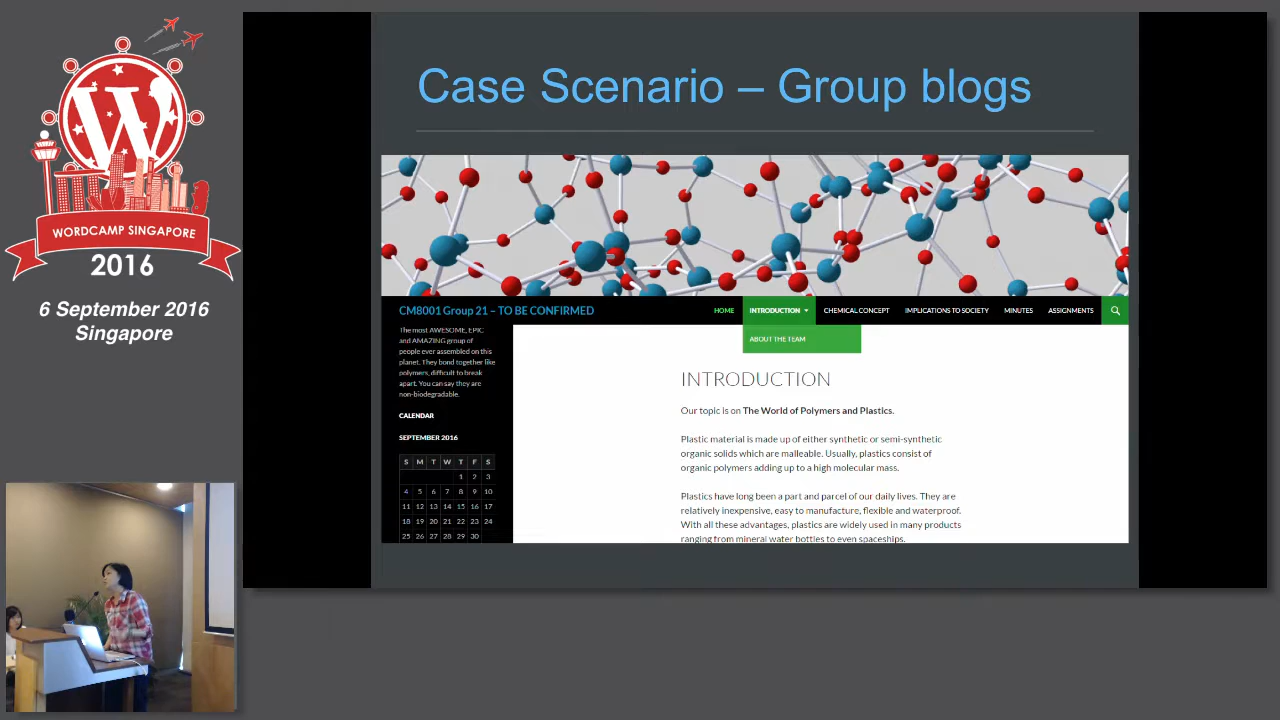 WORDCAMP SINGAPORE
2016
6 September 2016
Singapore
Case Scenario – Group blogs
CM8001 Group 21 – TO BE CONFIRMED
HOME
INTRODUCTION
CHEMICAL CONCEPT
IMPLICATIONS TO SOCIETY
MINUTES
ASSIGNMENTS
ABOUT THE TEAM
The most AWESOME, EPIC
and AMAZING group of
people ever assembled on this
planet. They bond together like
polymers, difficult to break
apart. You can say they are
non-biodegradable.
CALENDAR
SEPTEMBER 2016
S M T W T F S
1 2 3
4 5 6 7 8 9 10
11 12 13 14 15 16 17
18 19 20 21 22 23 24
25 26 27 28 29 30
INTRODUCTION
Our topic is on The World of Polymers and Plastics.
Plastic material is made up of either synthetic or semi-synthetic
organic solids which are malleable. Usually, plastics consist of
organic polymers adding up to a high molecular mass.
Plastics have long been a part and parcel of our daily lives. They are
relatively inexpensive, easy to manufacture, flexible and waterproof.
With all these advantages, plastics are widely used in many products
ranging from mineral water bottles to even spaceships.